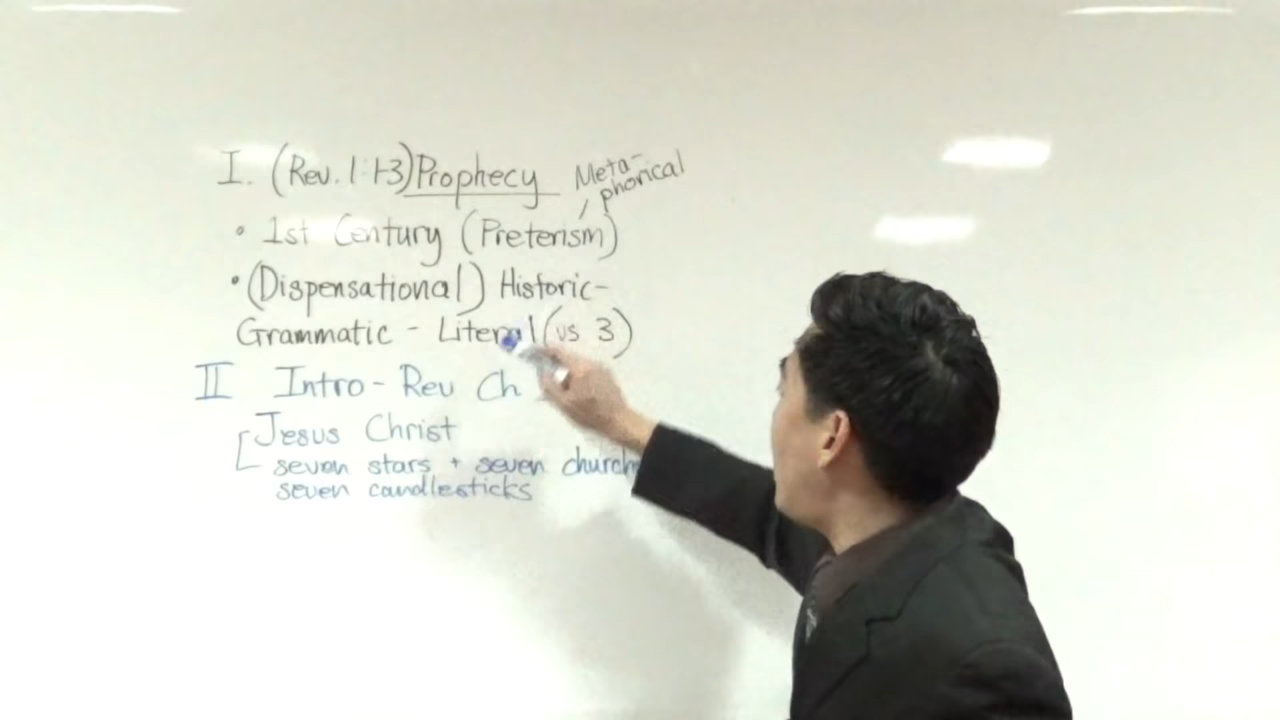 I. (Rev. 1:1-3) Prophecy
Meta-
phorical
• 1st Century (Preterism)
• (Dispensational) Historic-
Grammatic - Literal (vs 3)
II Intro - Rev Ch
Jesus Christ
seven stars + seven church
seven candlesticks